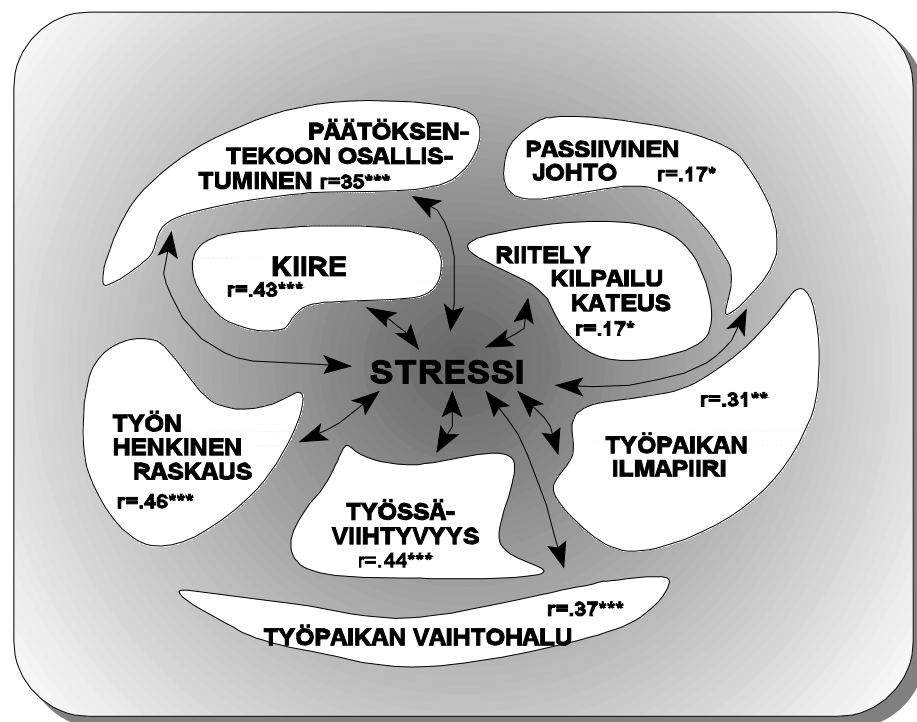 PÄÄTÖKSEN-
TEKOON OSALLIS-
TUMINEN r=35***
PASSIIVINEN
JOHTO r=.17*
KIIRE
r=.43***
RIITELY
KILPAILU
KATEUS
r=.17*
STRESSI
TYÖN
HENKINEN
RASKAUS
r=.46***
r=.31**
TYÖPAIKAN
ILMAPIIRI
TYÖSSÄ-
VIIHTYVYYS
r=.44***
r=.37***
TYÖPAIKAN VAIHTOHALU